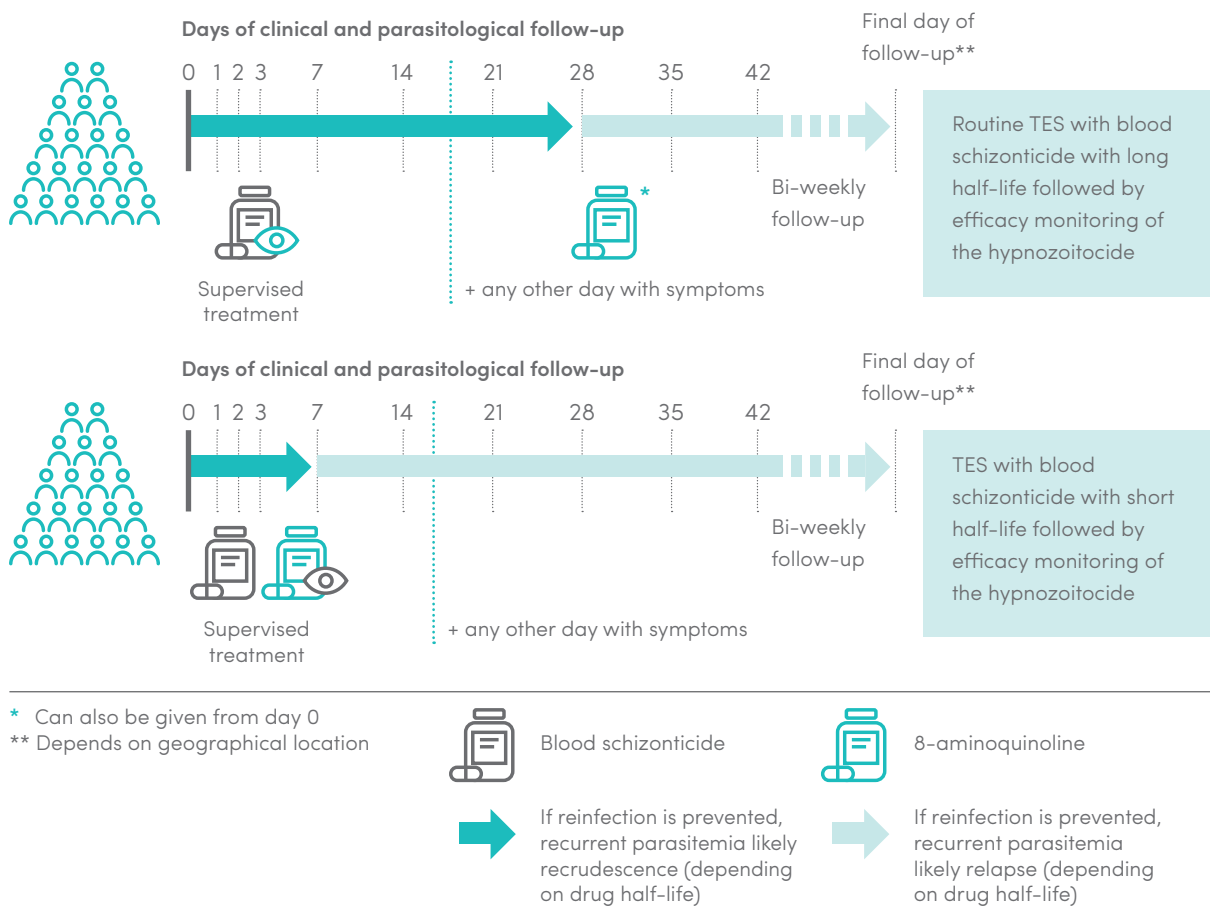 Days of clinical and parasitological follow-up
Final day of
follow-up**
0 1 2 3 7 14 21 28 35 42
Bi-weekly
follow-up
*
Supervised
treatment
+ any other day with symptoms
Routine TES with blood
schizonticide with long
half-life followed by
efficacy monitoring of
the hypnozoitocide
Days of clinical and parasitological follow-up
Final day of
follow-up**
0 1 2 3 7 14 21 28 35 42
Bi-weekly
follow-up
Supervised
treatment
+ any other day with symptoms
TES with blood
schizonticide with short
half-life followed by
efficacy monitoring of
the hypnozoitocide
* Can also be given from day 0
** Depends on geographical location
Blood schizonticide
8-aminoquinoline
If reinfection is prevented,
recurrent parasitemia likely
recrudescence (depending
on drug half-life)
If reinfection is prevented,
recurrent parasitemia
likely relapse (depending
on drug half-life)